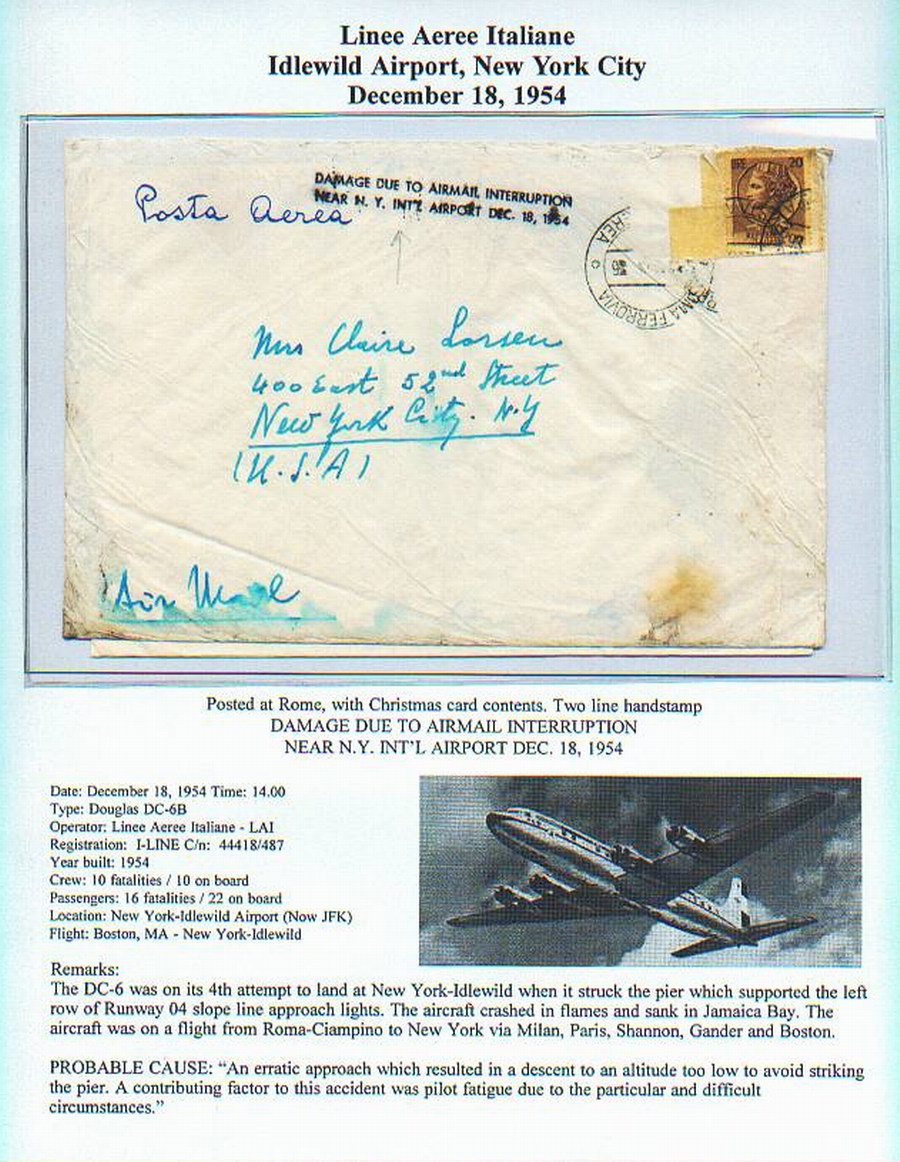 Linee Aeree Italiane
Idlewild Airport, New York City
December 18, 1954
Posta Aerea
DAMAGE DUE TO AIRMAIL INTERRUPTION
NEAR N. Y. INT'L AIRPORT DEC. 18, 1954
20
ROMA FERROVIA
Mrs Claire Larsen
400 East 52nd Street
New York City. N.Y
(U.S.A)
Air Mail
Posted at Rome, with Christmas card contents. Two line handstamp
DAMAGE DUE TO AIRMAIL INTERRUPTION
NEAR N.Y. INT'L AIRPORT DEC. 18, 1954
Date: December 18, 1954 Time: 14.00
Type: Douglas DC-6B
Operator: Linee Aeree Italiane - LAI
Registration: I-LINE C/n: 44418/487
Year built: 1954
Crew: 10 fatalities / 10 on board
Passengers: 16 fatalities / 22 on board
Location: New York-Idlewild Airport (Now JFK)
Flight: Boston, MA - New York-Idlewild
Remarks:
The DC-6 was on its 4th attempt to land at New York-Idlewild when it struck the pier which supported the left
row of Runway 04 slope line approach lights. The aircraft crashed in flames and sank in Jamaica Bay. The
aircraft was on a flight from Roma-Ciampino to New York via Milan, Paris, Shannon, Gander and Boston.
PROBABLE CAUSE: “An erratic approach which resulted in a descent to an altitude too low to avoid striking
the pier. A contributing factor to this accident was pilot fatigue due to the particular and difficult
circumstances.”